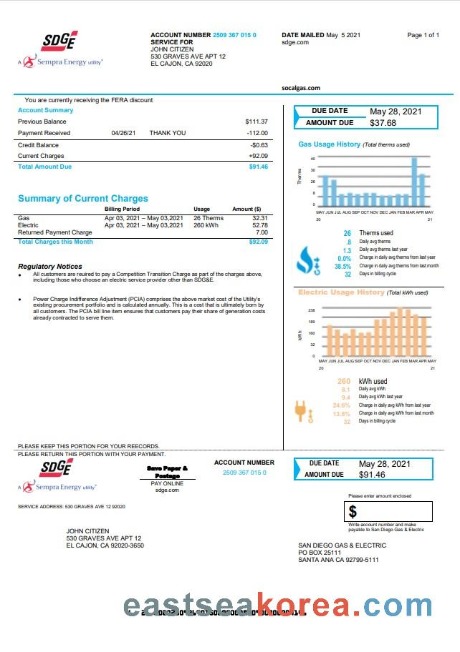 SDGE
A Sempra Energy utility®
ACCOUNT NUMBER 2509 367 015 0
SERVICE FOR
JOHN CITIZEN
530 GRAVES AVE APT 12
EL CAJON, CA 92020
DATE MAILED May 5 2021
sdge.com
Page 1 of 1
socalgas.com
You are currently receiving the FERA discount
Account Summary
Previous Balance $111.37
Payment Received 04/26/21 THANK YOU -112.00
Credit Balance -$0.63
Current Charges +92.09
Total Amount Due $91.46
DUE DATE May 28, 2021
AMOUNT DUE $37.68
Gas Usage History (Total therms used)
Therms
MAY JUN JUL AUG SEP OCT NOV DEC JAN FEB MAR APR MAY
20 21
26 Therms used
.8 Daily avg therms
1.3 Daily avg therms last year
0.0% Change in daily avg therms from last year
38.5% Change in daily avg therms from last month
32 Days in billing cycle
Summary of Current Charges
Billing Period Usage Amount ($)
Gas Apr 03, 2021 – May 03,2021 26 Therms 32.31
Electric Apr 03, 2021 – May 03,2021 260 kWh 52.78
Returned Payment Charge 7.00
Total Charges this Month $92.09
Regulatory Notices
• All customers are reuired to pay a Competition Transition Charge as part of the charges above,
including those who choose an electric service provider other than SDG&E.
• Power Charge Indifference Adjustment (PCIA) comprises the above market cost of the Utility's
existing procurement portfolio and is calculated annually. This is a cost that is ultimately born by
all customers. The PCIA bill line item ensures that customers pay their share of generation costs
already contracted to serve them.
Electric Usage History (Total kWh used)
kWh
MAY JUN JUL AUG SEP OCT NOV DEC JAN FEB MAR APR MAY
20 21
260 kWh used
Daily avg kWh
Daily avg kWh last year
Change in daily avg kWh from last year
Change in daily avg kWh from last month
32 Days in billing cycle
PLEASE KEEP THIS PORTION FOR YOUR REECORDS.
PLEASE RETURN THIS PORTION WITH YOUR PAYMENT.
SDGE
A Sempra Energy utility®
Save Paper &
Postage
PAY ONLINE
sdge.com
ACCOUNT NUMBER
2509 367 015 0
DUE DATE May 28, 2021
AMOUNT DUE $91.46
Please enter amount enclosed
$
Write account number and make
payable to San Diego Gas & Electric
SERVICE ADDRESS: 530 GRAVES AVE 12 92020
JOHN CITIZEN
530 GRAVES AVE APT 12
EL CAJON, CA 92020-3650
SAN DIEGO GAS & ELECTRIC
PO BOX 25111
SANTA ANA CA 92799-5111
eastseakorea.com